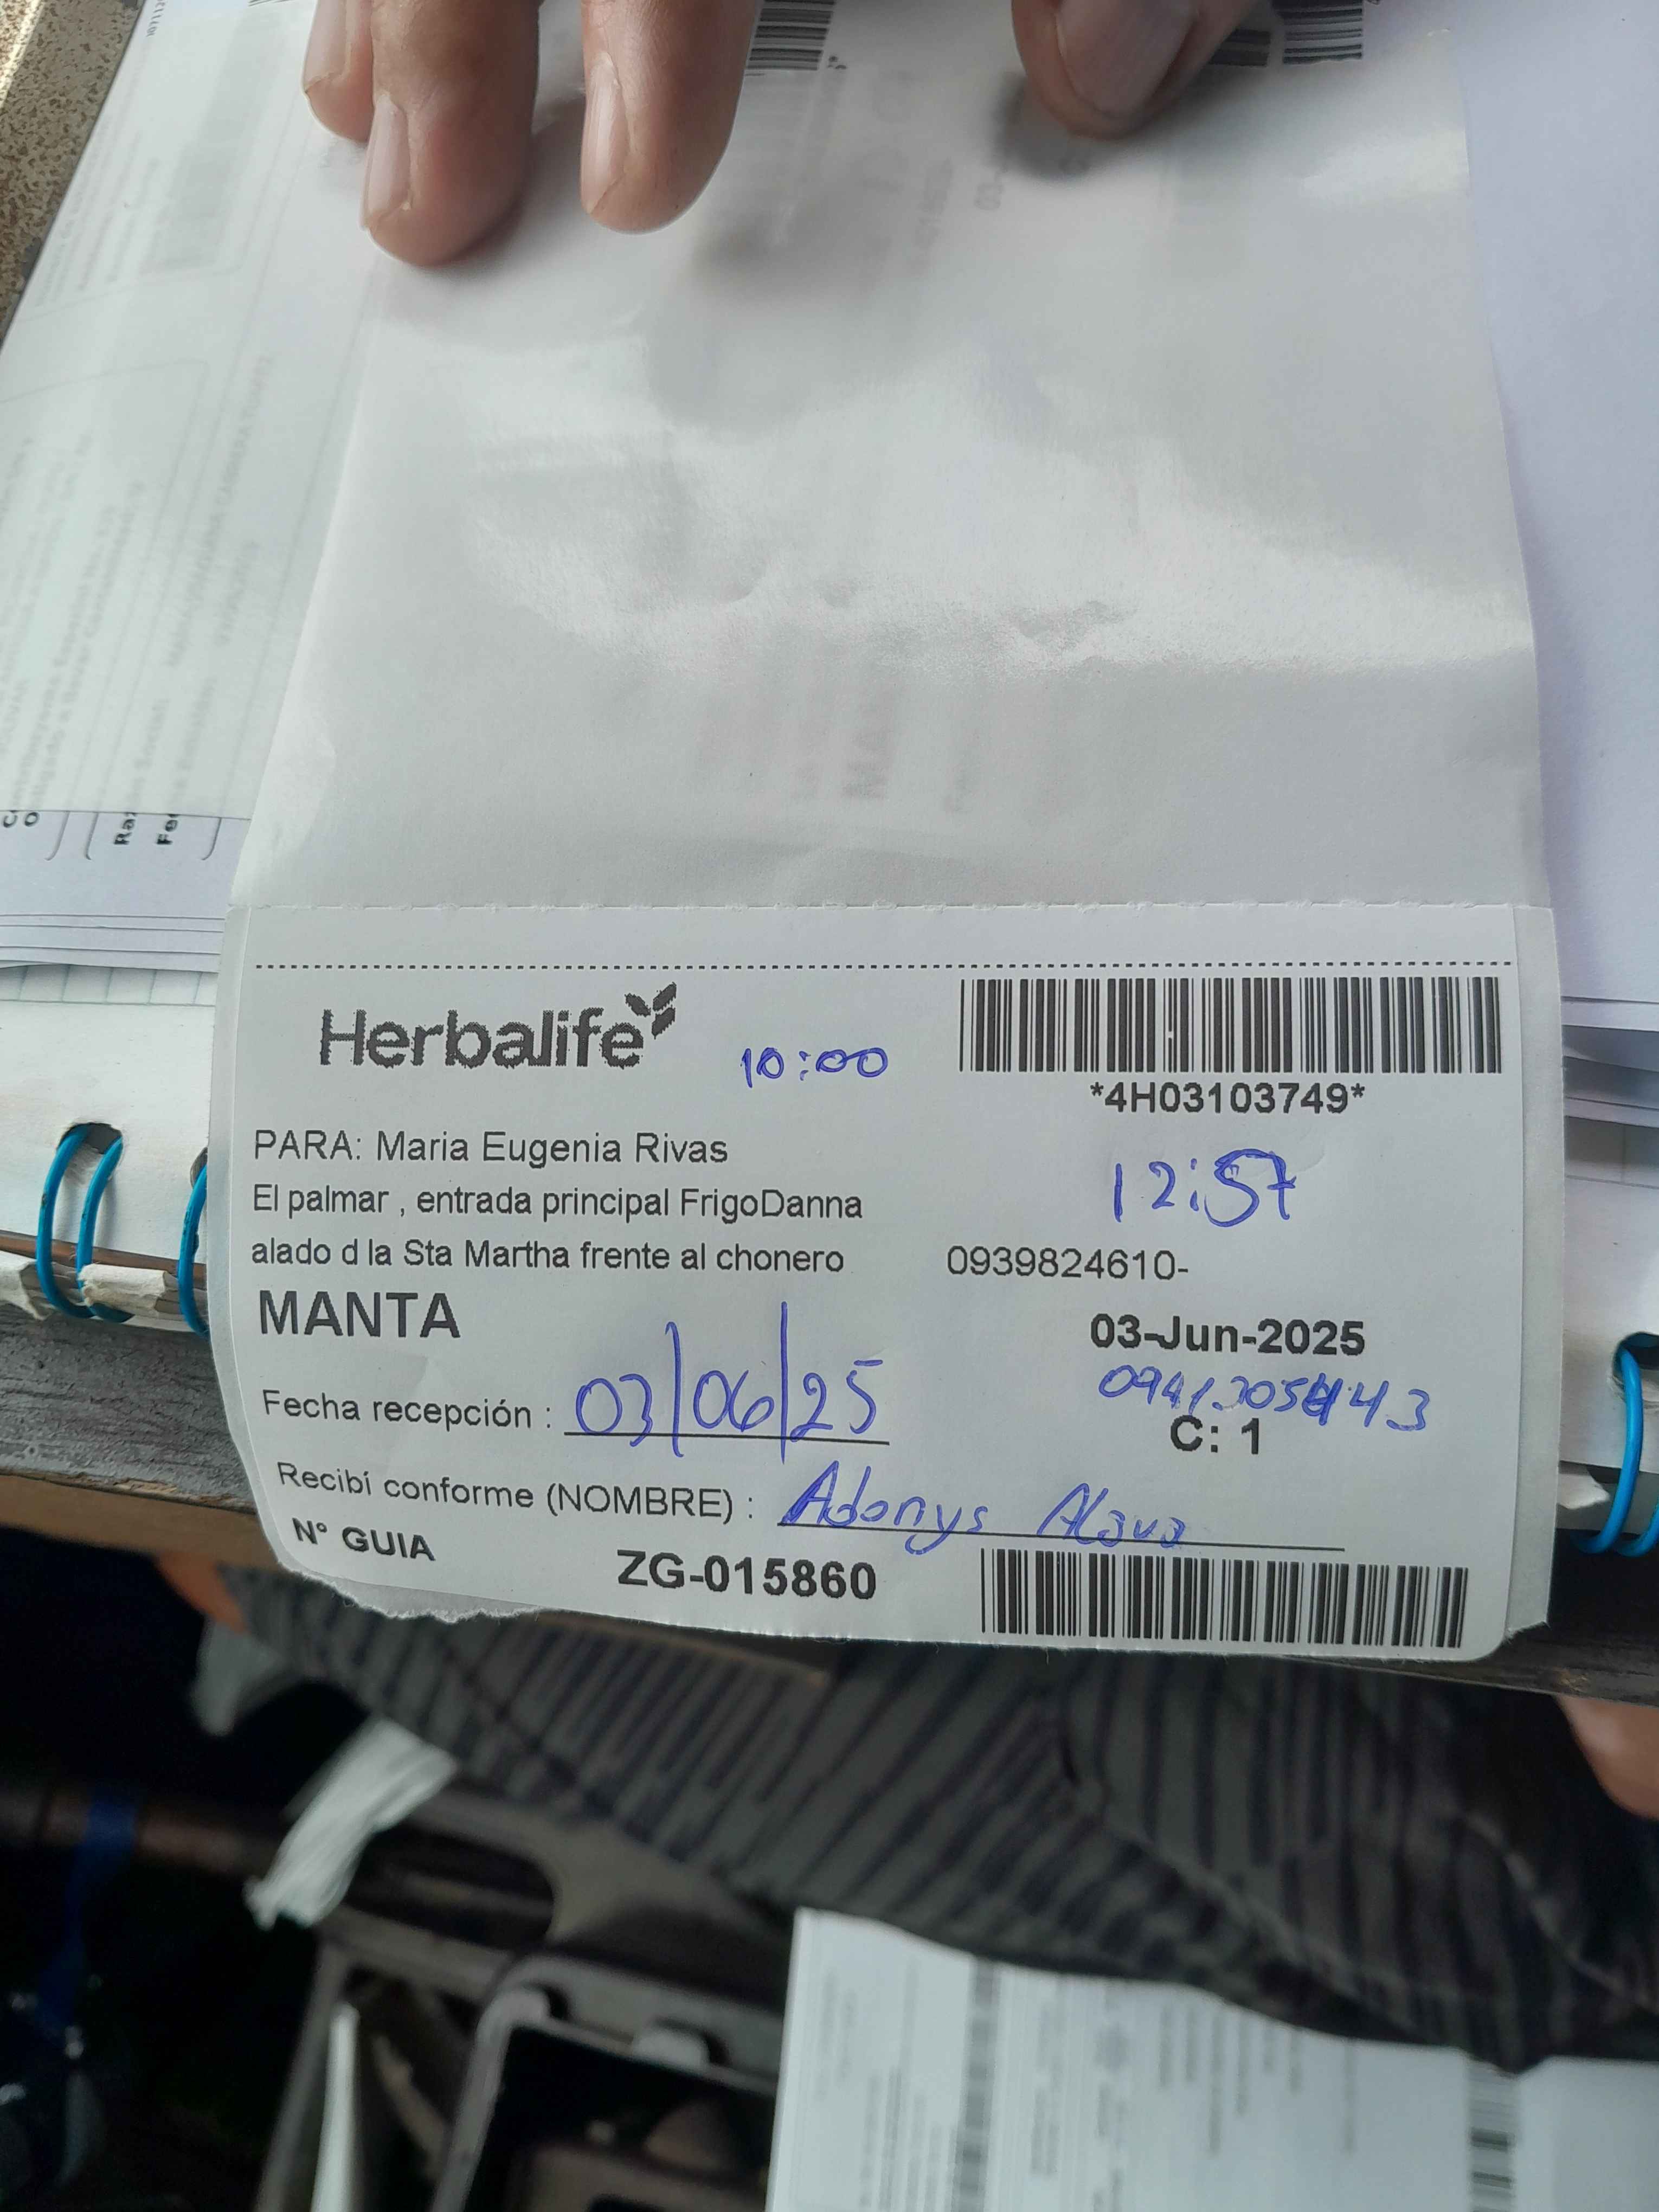 Herbalife
10:00
*4H03103749*
PARA: Maria Eugenia Rivas
12:57
El palmar , entrada principal FrigoDanna
alado d la Sta Martha frente al chonero
0939824610-
MANTA
03-Jun-2025
Fecha recepción : 03/06/25
C: 1
Recibí conforme (NOMBRE) : Adonys Alava
N° GUIA
ZG-015860